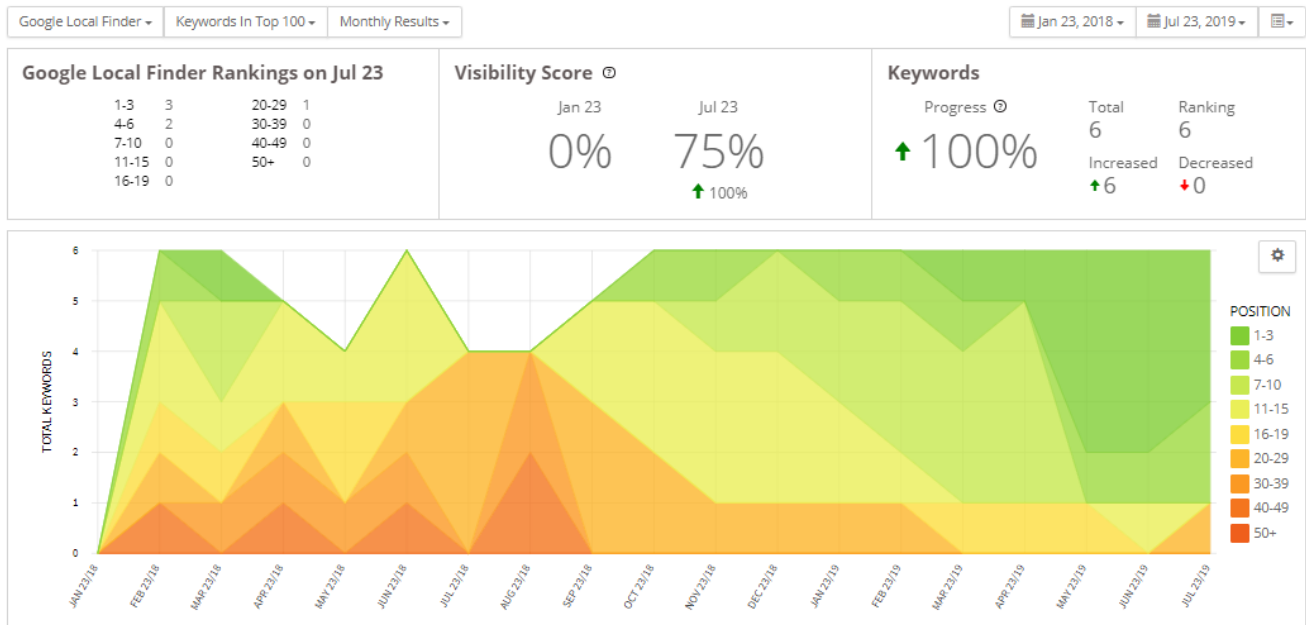 Google Local Finder Keywords In Top 100 Monthly Results Jan 23, 2018 Jul 23, 2019
Google Local Finder Rankings on Jul 23
1-3 3 20-29 1
4-6 2 30-39 0
7-10 0 40-49 0
11-15 0 50+ 0
16-19 0
Visibility Score
Jan 23 Jul 23
0% 75%
100%
Keywords
Progress Total Ranking
100% 6 6
Increased Decreased
6 0
TOTAL KEYWORDS
6
5
4
3
2
1
0
JAN 23/18 FEB 23/18 MAR 23/18 APR 23/18 MAY 23/18 JUN 23/18 JUL 23/18 AUG 23/18 SEP 23/18 OCT 23/18 NOV 23/18 DEC 23/18 JAN 23/19 FEB 23/19 MAR 23/19 APR 23/19 MAY 23/19 JUN 23/19 JUL 23/19
POSITION
1-3
4-6
7-10
11-15
16-19
20-29
30-39
40-49
50+